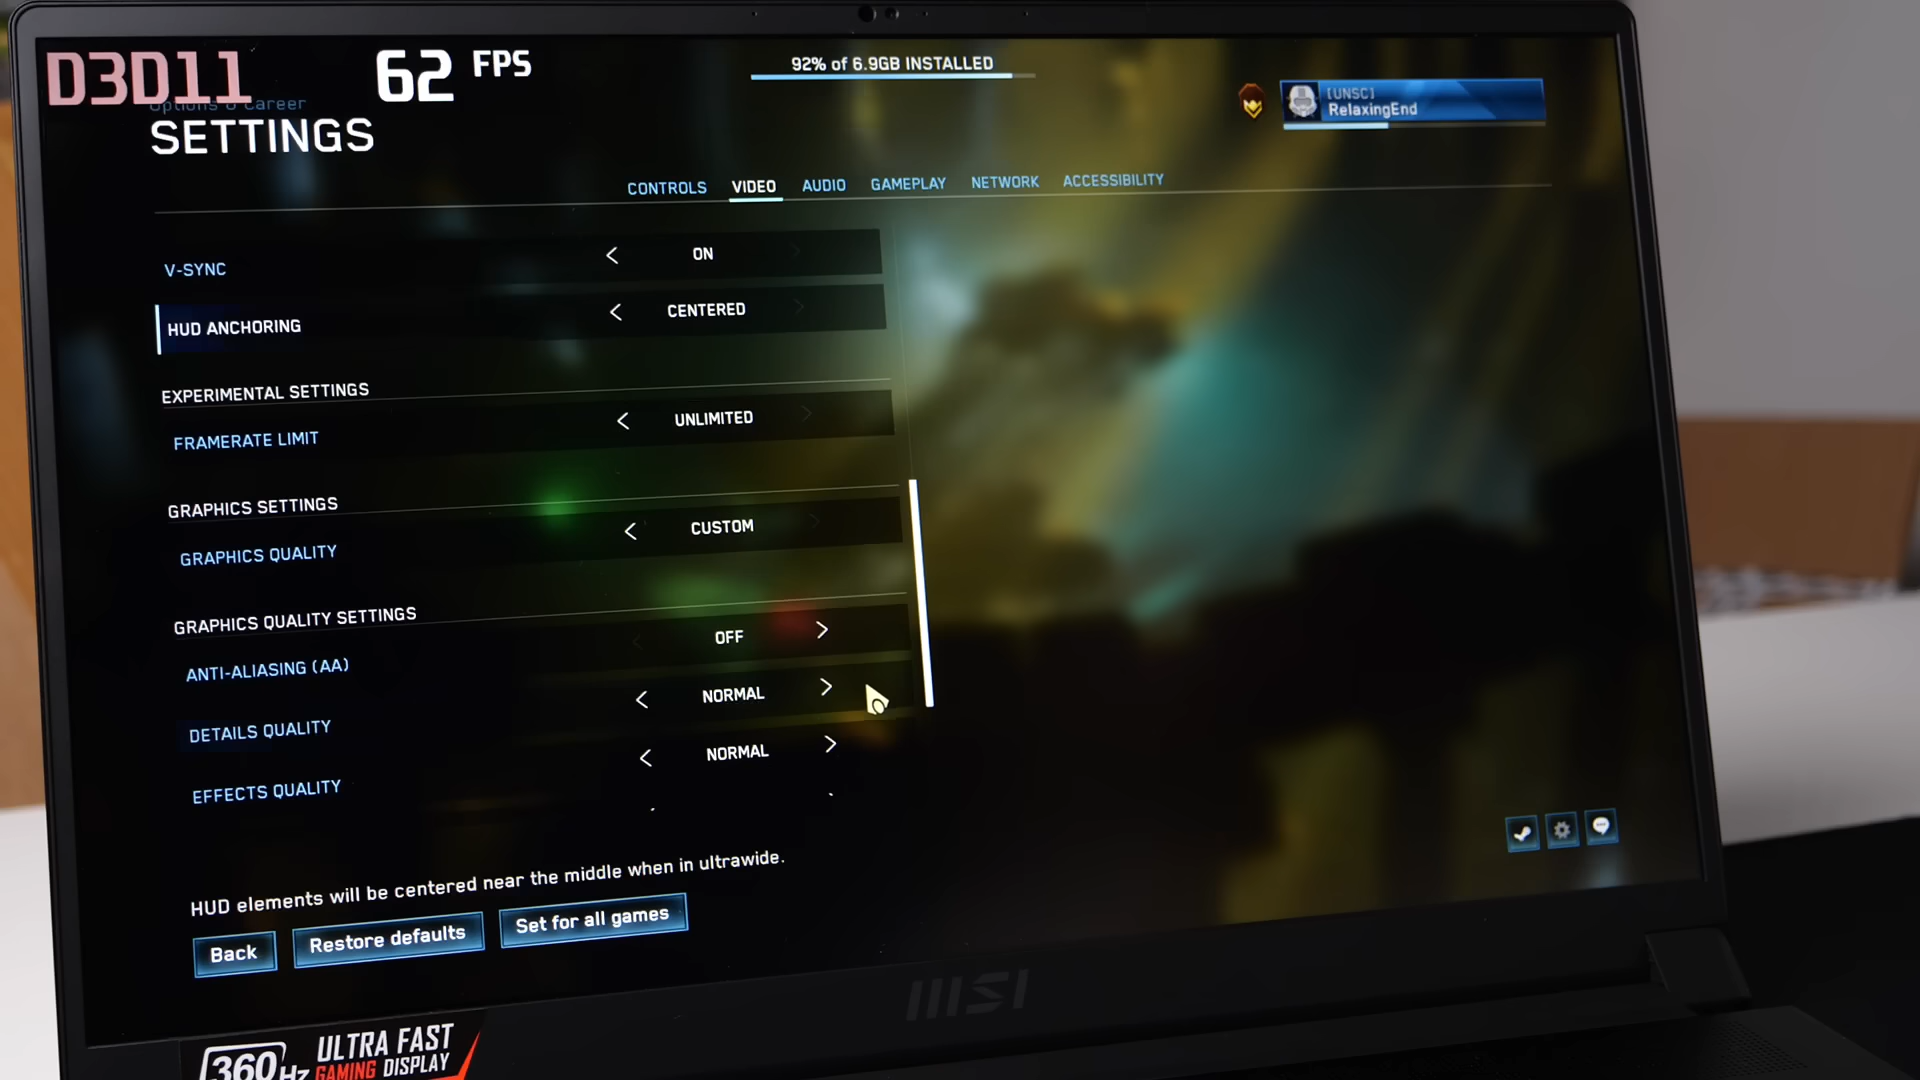 D3D11 62 FPS
92% of 6.9GB INSTALLED
Options & Career
SETTINGS
[UNSC]
RelaxingEnd
CONTROLS VIDEO AUDIO GAMEPLAY NETWORK ACCESSIBILITY
V-SYNC ON
HUD ANCHORING CENTERED
EXPERIMENTAL SETTINGS
FRAMERATE LIMIT UNLIMITED
GRAPHICS SETTINGS
GRAPHICS QUALITY CUSTOM
GRAPHICS QUALITY SETTINGS
ANTI-ALIASING (AA) OFF
DETAILS QUALITY NORMAL
EFFECTS QUALITY NORMAL
HUD elements will be centered near the middle when in ultrawide.
Back Restore defaults Set for all games
msi
360Hz ULTRA FAST
GAMING DISPLAY